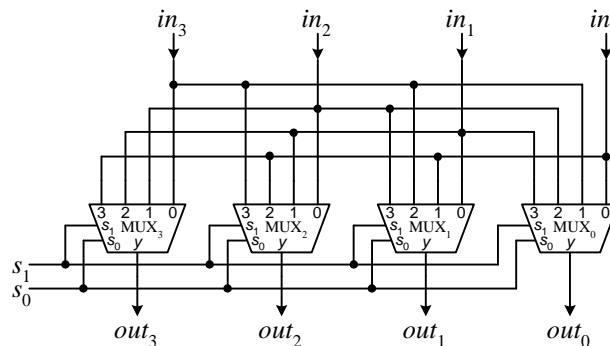 in₃ in₂ in₁ in
3 2 1 0 3 2 1 0 3 2 1 0 3 2 1 0
s₁ MUX₃ s₁ MUX₂ s₁ MUX₁ s₁ MUX₀
s₀ y s₀ y s₀ y s₀ y
s₁
s₀
out₃ out₂ out₁ out₀